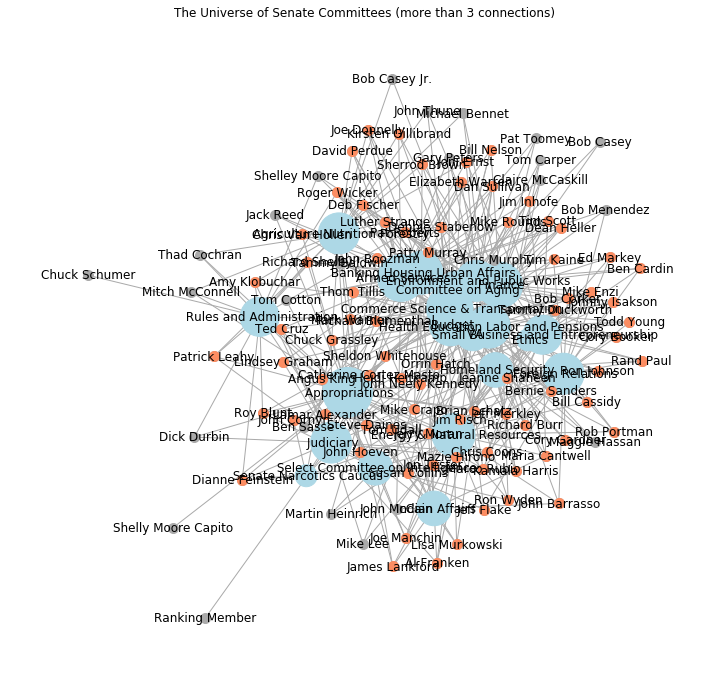 The Universe of Senate Committees (more than 3 connections)
Bob Casey Jr.
John Thune
Michael Bennet
Joe Donnelly
Kirsten Gillibrand
Pat Toomey
Bob Casey
David Perdue
Bill Nelson
Gary Peters
Joni Ernst
Sherrod Brown
Tom Carper
Shelley Moore Capito
Elizabeth Warren
Claire McCaskill
Dan Sullivan
Roger Wicker
Deb Fischer
Jim Inhofe
Jack Reed
Bob Menendez
Luther Strange
Mike Rounds
Tim Scott
Debbie Stabenow
Dean Heller
Chris Van Hollen
Pat Roberts
Thad Cochran
Patty Murray
John Boozman
Chris Murphy
Tim Kaine
Ed Markey
Richard Shelby
Tammy Baldwin
Ben Cardin
Chuck Schumer
Banking Housing Urban Affairs
Environment and Public Works
Amy Klobuchar
Committee on Aging
Mitch McConnell
Thom Tillis
Mike Enzi
Tom Cotton
Bob Corker
Johnny Isakson
Commerce Science & Transportation
Tammy Duckworth
Rules and Administration
Richard Blumenthal
Todd Young
Ted Cruz
Health Education Labor and Pensions
Budget
Small Business and Entrepreneurship
Cory Booker
Chuck Grassley
Ethics
Patrick Leahy
Sheldon Whitehouse
Lindsey Graham
Orrin Hatch
Rand Paul
Homeland Security
Ron Johnson
Foreign Relations
Catherine Cortez Masto
Angus King
Jeanne Shaheen
John Neely Kennedy
Bernie Sanders
Appropriations
Bill Cassidy
Roy Blunt
Lamar Alexander
Mike Crapo
Brian Schatz
Jeff Merkley
John Cornyn
Jim Risch
Ben Sasse
Steve Daines
Richard Burr
Tom Udall
Rob Portman
Dick Durbin
Judiciary
Energy & Natural Resources
Cory Gardner
Maggie Hassan
John Hoeven
Chris Coons
Mazie Hirono
Maria Cantwell
Select Committee on Intelligence
Jon Tester
Marco Rubio
Kamala Harris
Senate Narcotics Caucus
Susan Collins
Dianne Feinstein
Ron Wyden
John Barrasso
Martin Heinrich
John McCain
Indian Affairs
Jeff Flake
Shelly Moore Capito
Joe Manchin
Mike Lee
Lisa Murkowski
Al Franken
James Lankford
Ranking Member